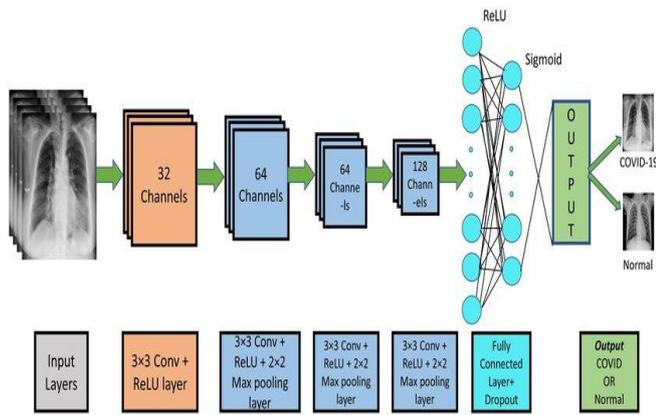 ReLU
Sigmoid
32
Channels
64
Channels
64
Channe
-ls
128
Chann
-els
O
U
T
P
U
T
COVID-19
Normal
Input
Layers
3×3 Conv +
ReLU layer
3×3 Conv +
ReLU + 2×2
Max pooling
layer
3×3 Conv +
ReLU + 2×2
Max pooling
layer
3×3 Conv +
ReLU + 2×2
Max pooling
layer
Fully
Connected
Layer+
Dropout
Output
COVID
OR
Normal